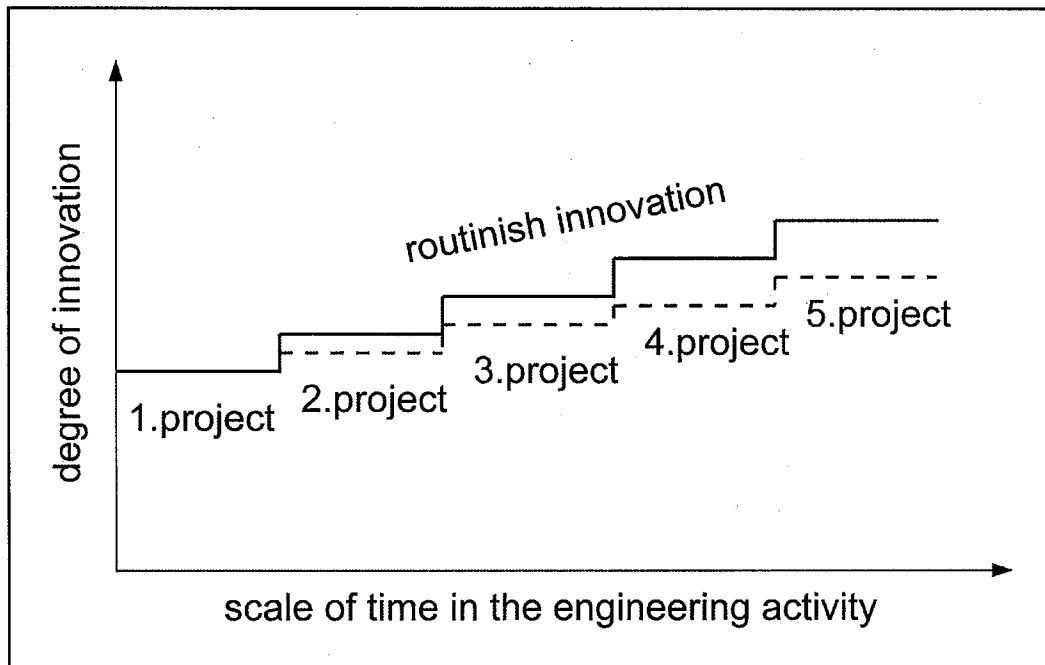 degree of innovation
routinish innovation
1.project
2.project
3.project
4.project
5.project
scale of time in the engineering activity